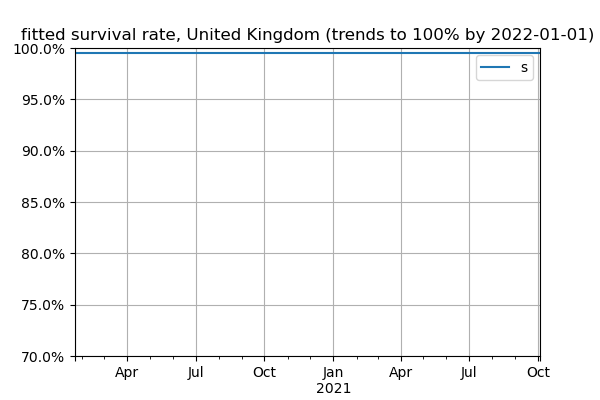 fitted survival rate, United Kingdom (trends to 100% by 2022-01-01)
100.0%
s
95.0%
90.0%
85.0%
80.0%
75.0%
70.0%
Apr Jul Oct Jan Apr Jul Oct
2021